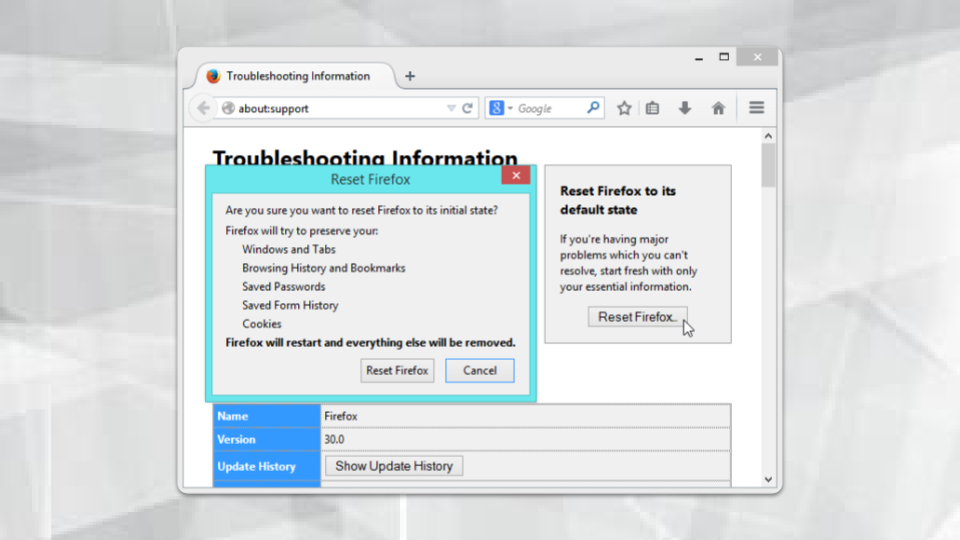 Troubleshooting Information
about:support
8
Google
Troubleshooting Information
Reset Firefox
Are you sure you want to reset Firefox to its initial state?
Firefox will try to preserve your:
Windows and Tabs
Browsing History and Bookmarks
Saved Passwords
Saved Form History
Cookies
Firefox will restart and everything else will be removed.
Reset Firefox
Cancel
Reset Firefox to its
default state
If you're having major
problems which you can't
resolve, start fresh with only
your essential information.
Reset Firefox..
Name Firefox
Version 30.0
Update History Show Update History